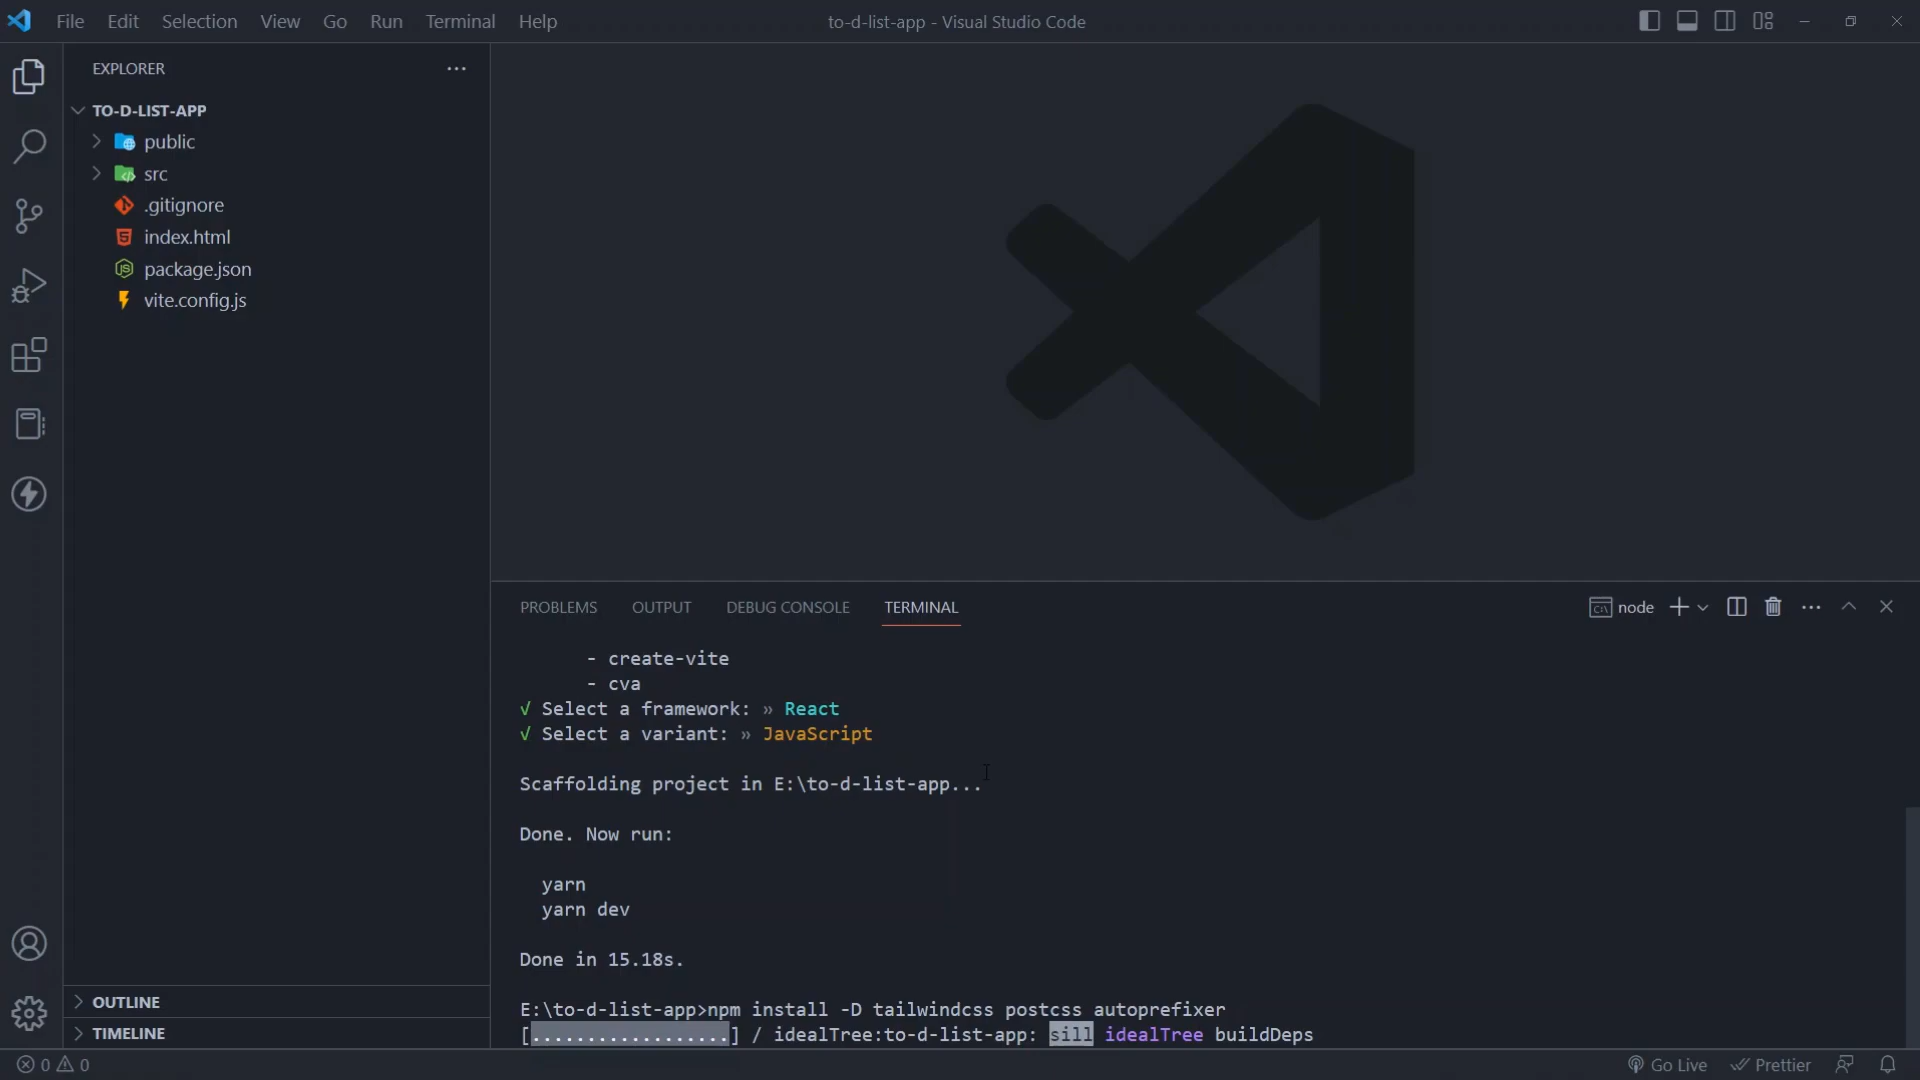 File Edit Selection View Go Run Terminal Help
to-d-list-app - Visual Studio Code
EXPLORER
TO-D-LIST-APP
public
src
.gitignore
index.html
package.json
vite.config.js
OUTLINE
TIMELINE
PROBLEMS OUTPUT DEBUG CONSOLE TERMINAL
node
- create-vite
- cva
√ Select a framework: » React
√ Select a variant: » JavaScript
Scaffolding project in E:\to-d-list-app...
Done. Now run:
yarn
yarn dev
Done in 15.18s.
E:\to-d-list-app>npm install -D tailwindcss postcss autoprefixer
[..................] / idealTree:to-d-list-app: sill idealTree buildDeps
0 0
Go Live Prettier